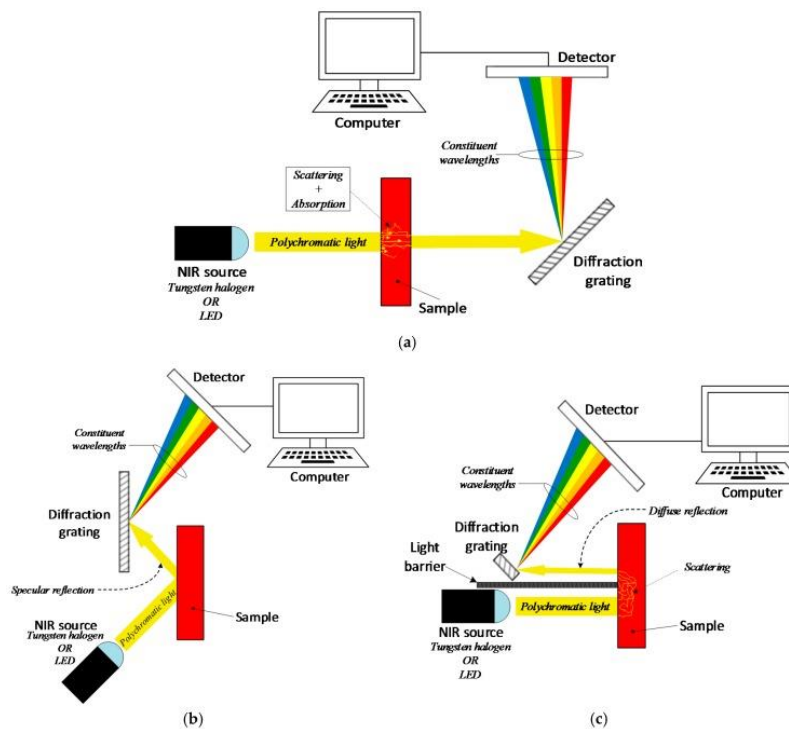 Detector
Computer
Constituent
wavelengths
Scattering
+
Absorption
Polychromatic light
NIR source
Tungsten halogen
OR
LED
Sample
Diffraction
grating
(a)
Detector
Constituent
wavelengths
Computer
Diffraction
grating
Specular reflection
Polychromatic light
Sample
NIR source
Tungsten halogen
OR
LED
(b)
Detector
Constituent
wavelengths
Computer
Diffuse reflection
Diffraction
grating
Light
barrier
Scattering
Polychromatic light
Sample
NIR source
Tungsten halogen
OR
LED
(c)